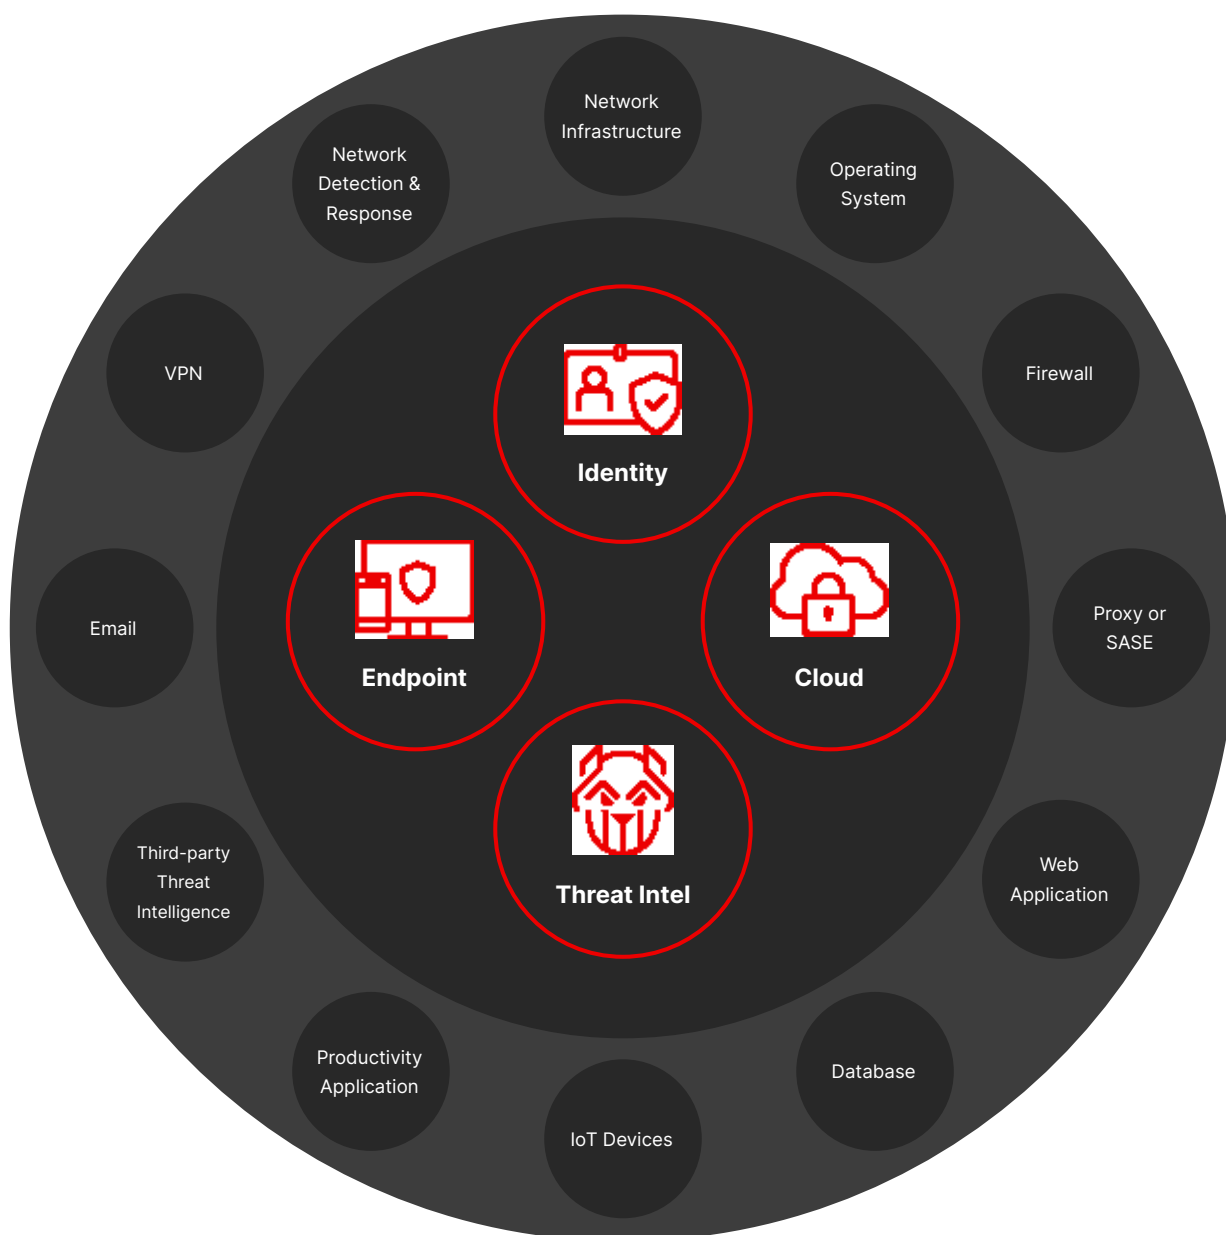 Network
Infrastructure
Operating
System
Firewall
Proxy or
SASE
Web
Application
Database
IoT Devices
Productivity
Application
Third-party
Threat
Intelligence
Email
VPN
Network
Detection &
Response
Identity
Cloud
Threat Intel
Endpoint